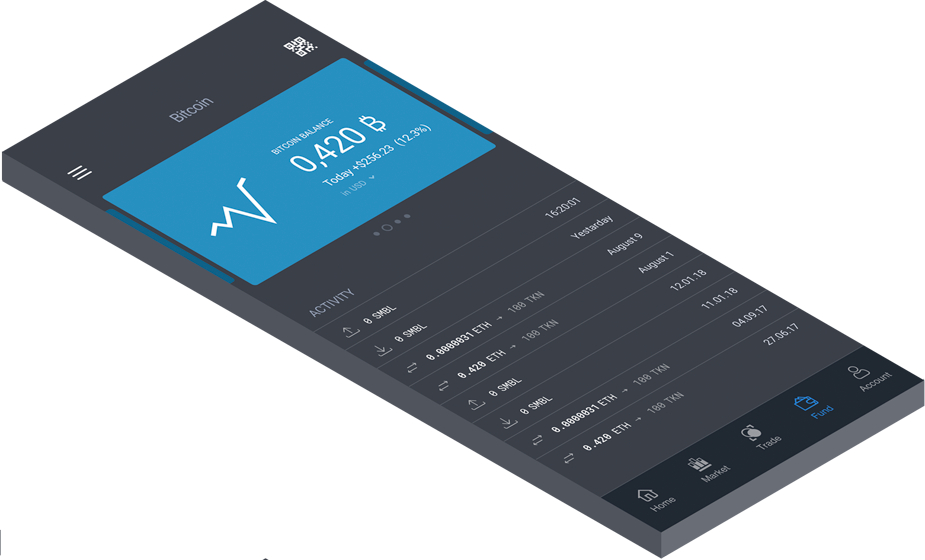 Bitcoin
BITCOIN BALANCE
0,420 ₿
Today +$256.23 (12.3%)
in USD
ACTIVITY
0 SMBL 16:20:01
0 SMBL Yestarday
0.0000031 ETH → 100 TKN August 9
0.420 ETH → 100 TKN August 1
0 SMBL 12.01.18
0 SMBL 11.01.18
0.0000031 ETH → 100 TKN 04.09.17
0.420 ETH → 100 TKN 27.06.17
Home Market Trade Fund Account